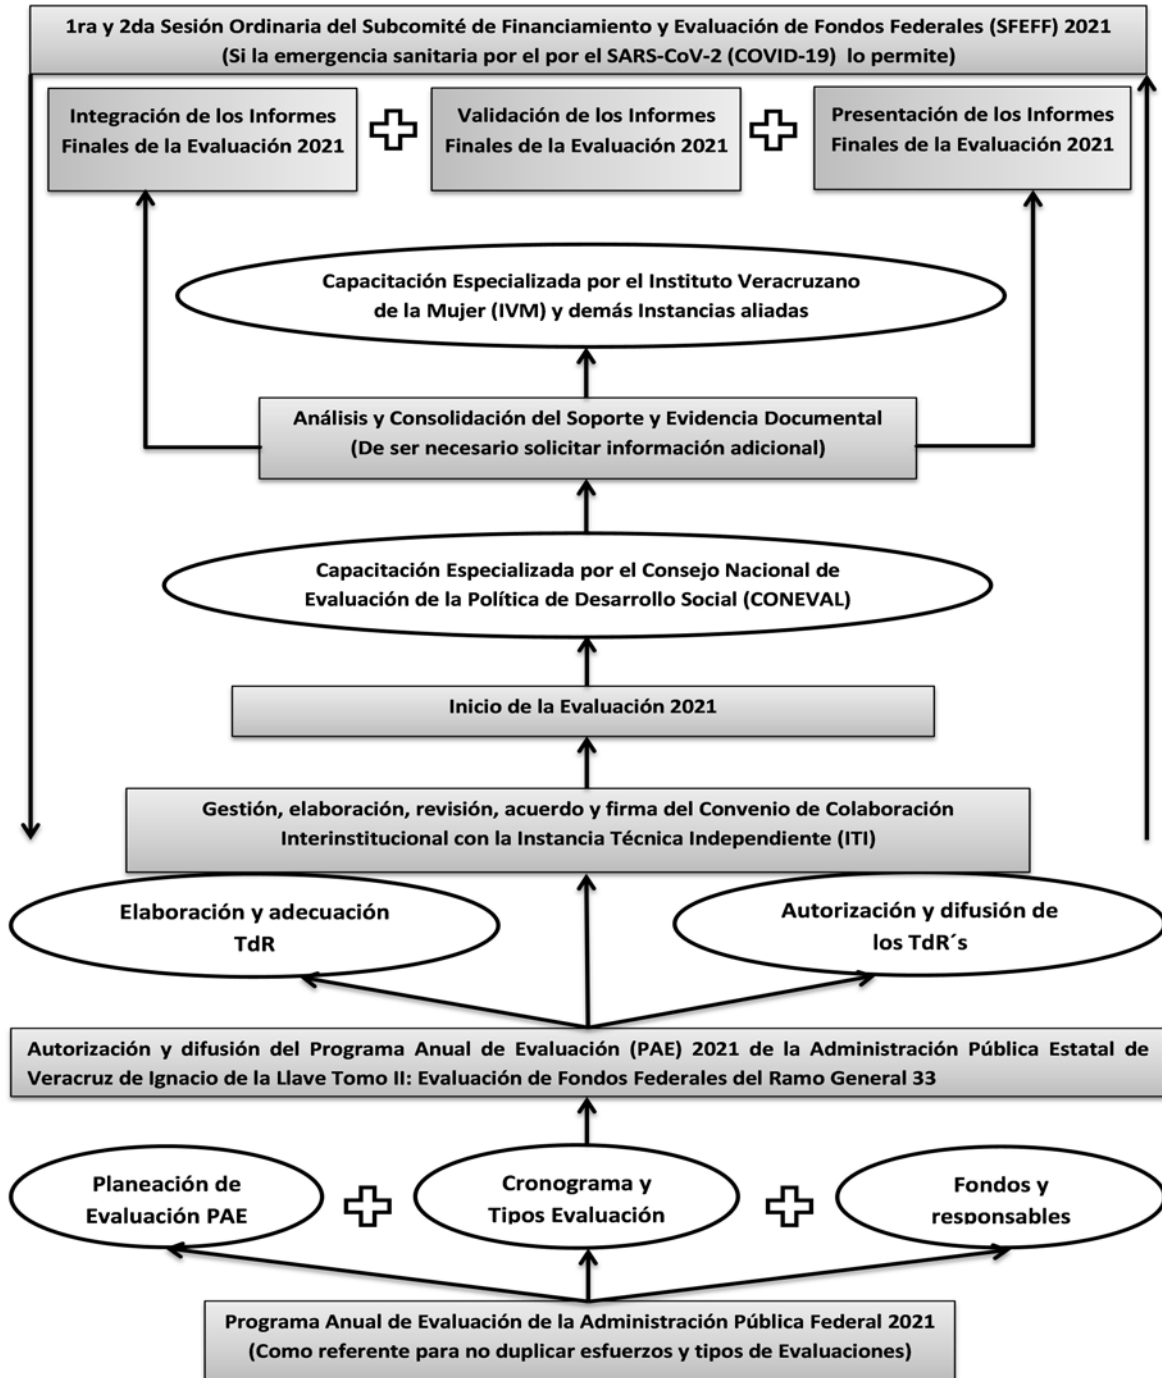 1ra y 2da Sesión Ordinaria del Subcomité de Financiamiento y Evaluación de Fondos Federales (SFEFF) 2021
(Si la emergencia sanitaria por el por el SARS-CoV-2 (COVID-19) lo permite)
Integración de los Informes
Finales de la Evaluación 2021
Validación de los Informes
Finales de la Evaluación 2021
Presentación de los Informes
Finales de la Evaluación 2021
Capacitación Especializada por el Instituto Veracruzano
de la Mujer (IVM) y demás Instancias aliadas
Análisis y Consolidación del Soporte y Evidencia Documental
(De ser necesario solicitar información adicional)
Capacitación Especializada por el Consejo Nacional de
Evaluación de la Política de Desarrollo Social (CONEVAL)
Inicio de la Evaluación 2021
Gestión, elaboración, revisión, acuerdo y firma del Convenio de Colaboración
Interinstitucional con la Instancia Técnica Independiente (ITI)
Elaboración y adecuación
TdR
Autorización y difusión de
los TdR´s
Autorización y difusión del Programa Anual de Evaluación (PAE) 2021 de la Administración Pública Estatal de
Veracruz de Ignacio de la Llave Tomo II: Evaluación de Fondos Federales del Ramo General 33
Planeación de
Evaluación PAE
Cronograma y
Tipos Evaluación
Fondos y
responsables
Programa Anual de Evaluación de la Administración Pública Federal 2021
(Como referente para no duplicar esfuerzos y tipos de Evaluaciones)